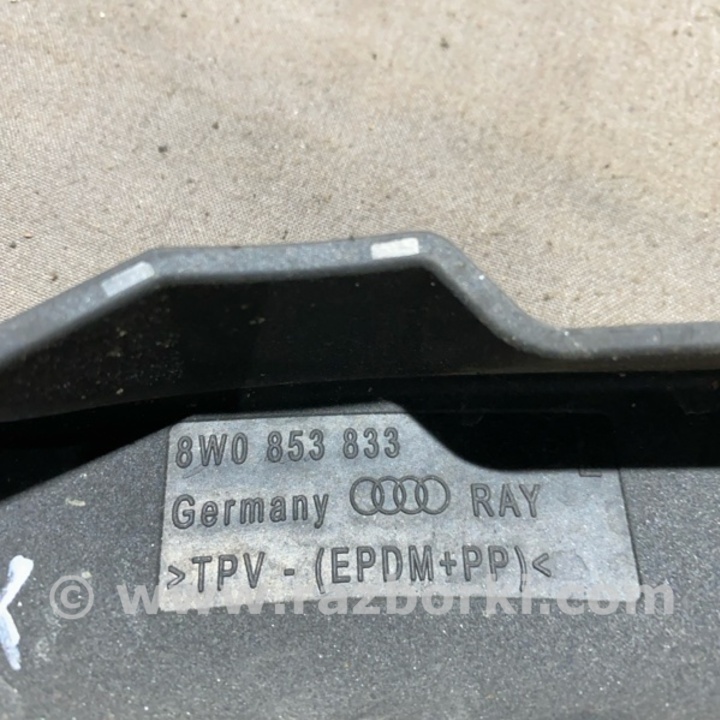 8W0 853 833
Germany RAY
>TPV - (EPDM+PP)<
© www.razborki.com